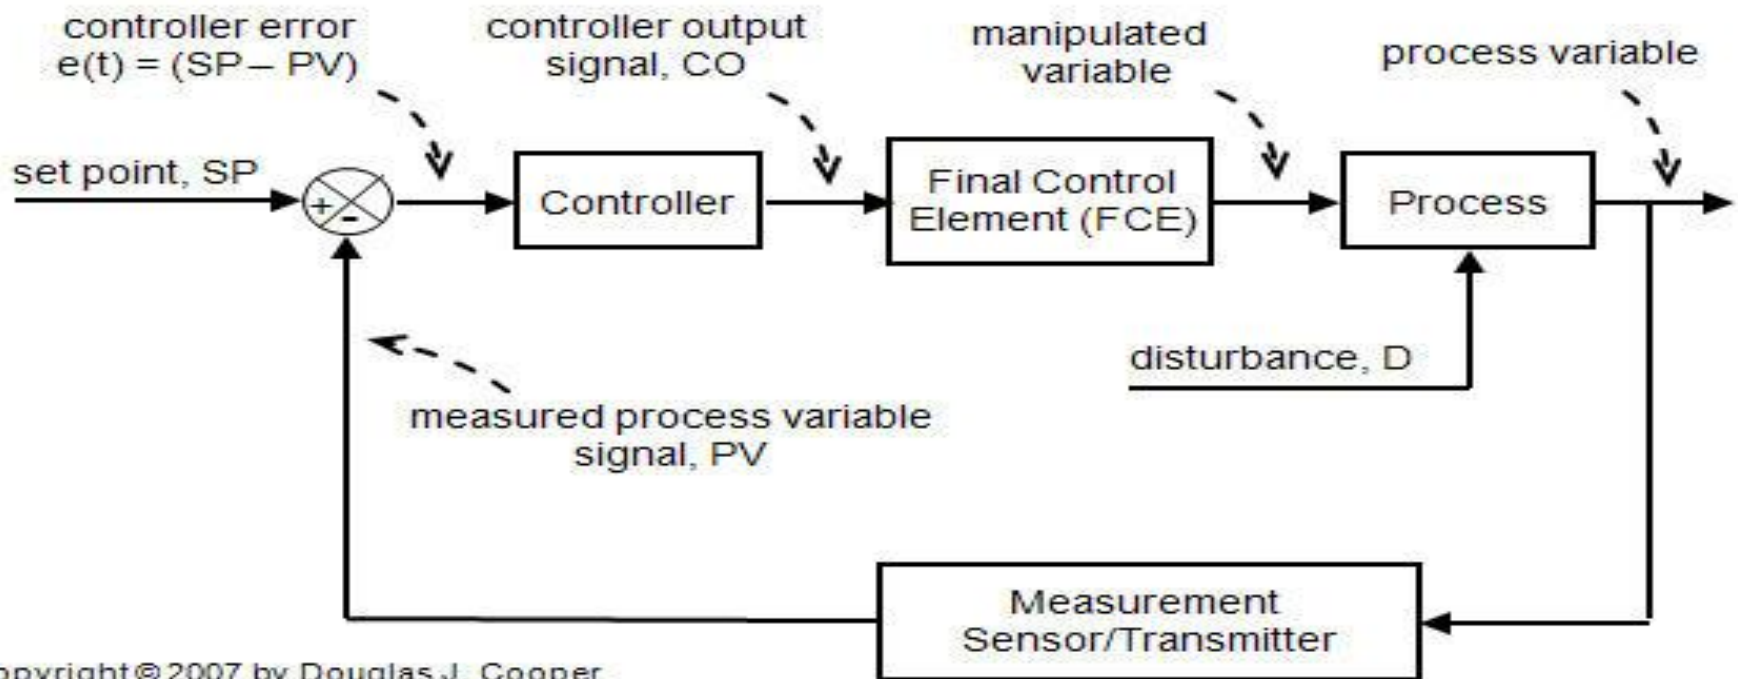 controller error
e(t) = (SP – PV)
controller output
signal, CO
manipulated
variable
process variable
set point, SP
+
-
Controller
Final Control
Element (FCE)
Process
disturbance, D
measured process variable
signal, PV
Measurement
Sensor/Transmitter
opyright © 2007 by Douglas J. Cooper